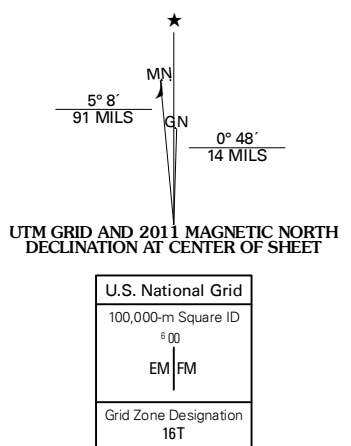 ★
M.N.
5° 8´
91 MILS
GN
0° 48´
14 MILS
UTM GRID AND 2011 MAGNETIC NORTH
DECLINATION AT CENTER OF SHEET
U.S. National Grid
100,000-m Square ID
6 00
EM FM
Grid Zone Designation
16T